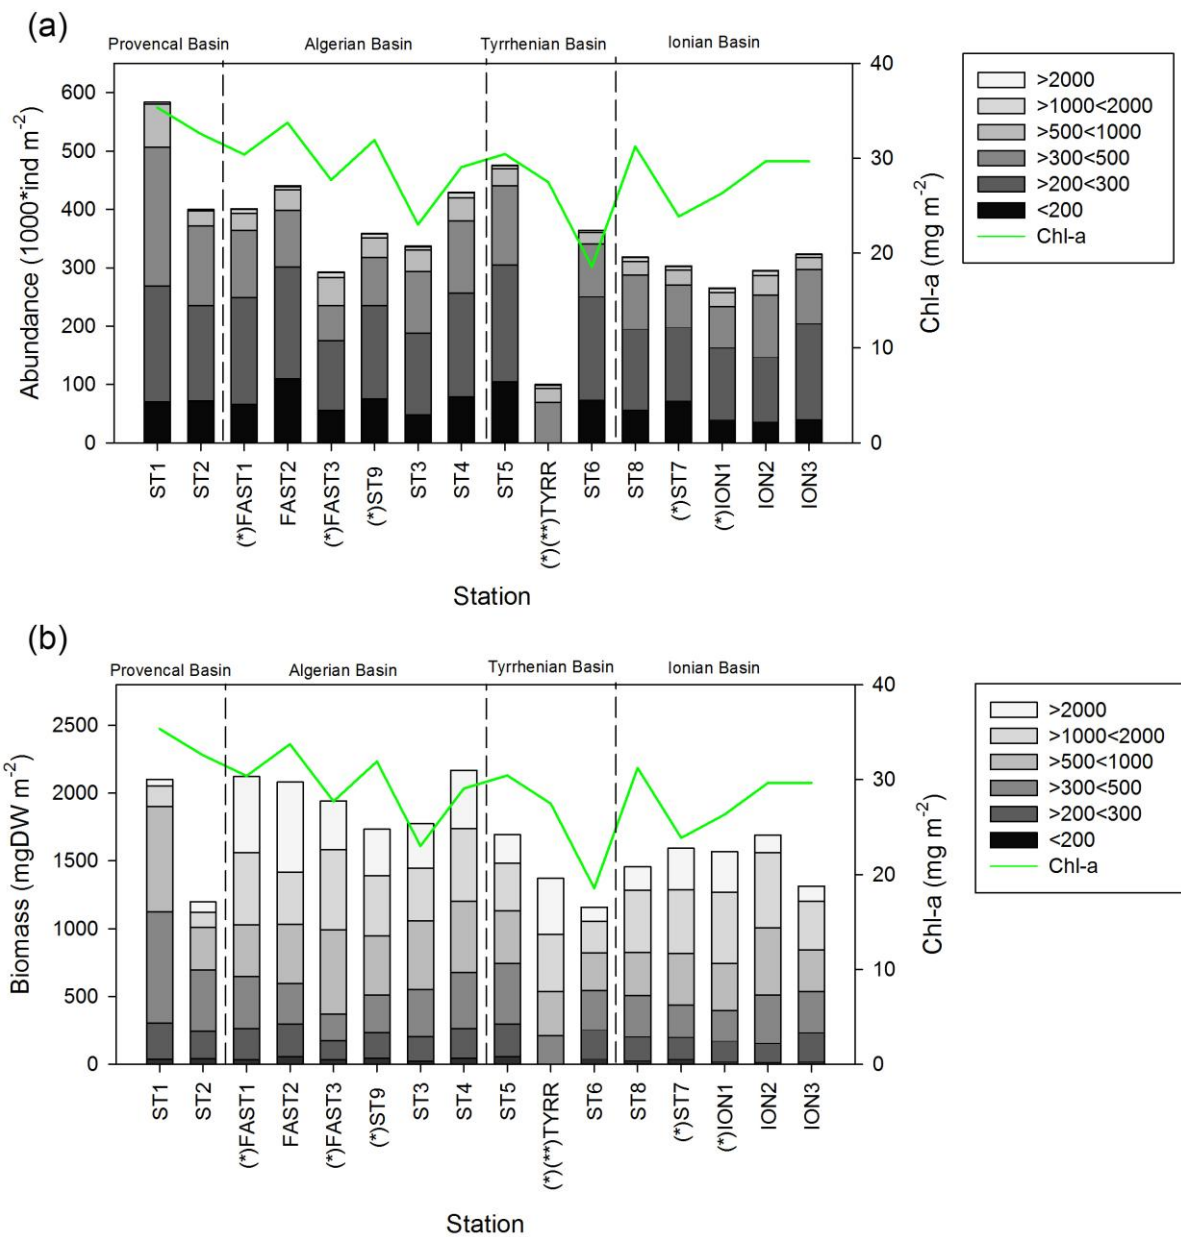 (a)
Provencal Basin Algerian Basin Tyrrhenian Basin Ionian Basin
Abundance (1000*ind m-2)
600
500
400
300
200
100
0
40
30
20
10
0
Chl-a (mg m-2)
>2000
>1000<2000
>500<1000
>300<500
>200<300
<200
Chl-a
ST1
ST2
(*)FAST1
FAST2
(*)FAST3
(*)ST9
ST3
ST4
ST5
(*)(**)TYRR
ST6
ST8
(*)ST7
(*)ION1
ION2
ION3
Station
(b)
Provencal Basin Algerian Basin Tyrrhenian Basin Ionian Basin
Biomass (mgDW m-2)
2500
2000
1500
1000
500
0
40
30
20
10
0
Chl-a (mg m-2)
>2000
>1000<2000
>500<1000
>300<500
>200<300
<200
Chl-a
ST1
ST2
(*)FAST1
FAST2
(*)FAST3
(*)ST9
ST3
ST4
ST5
(*)(**)TYRR
ST6
ST8
(*)ST7
(*)ION1
ION2
ION3
Station